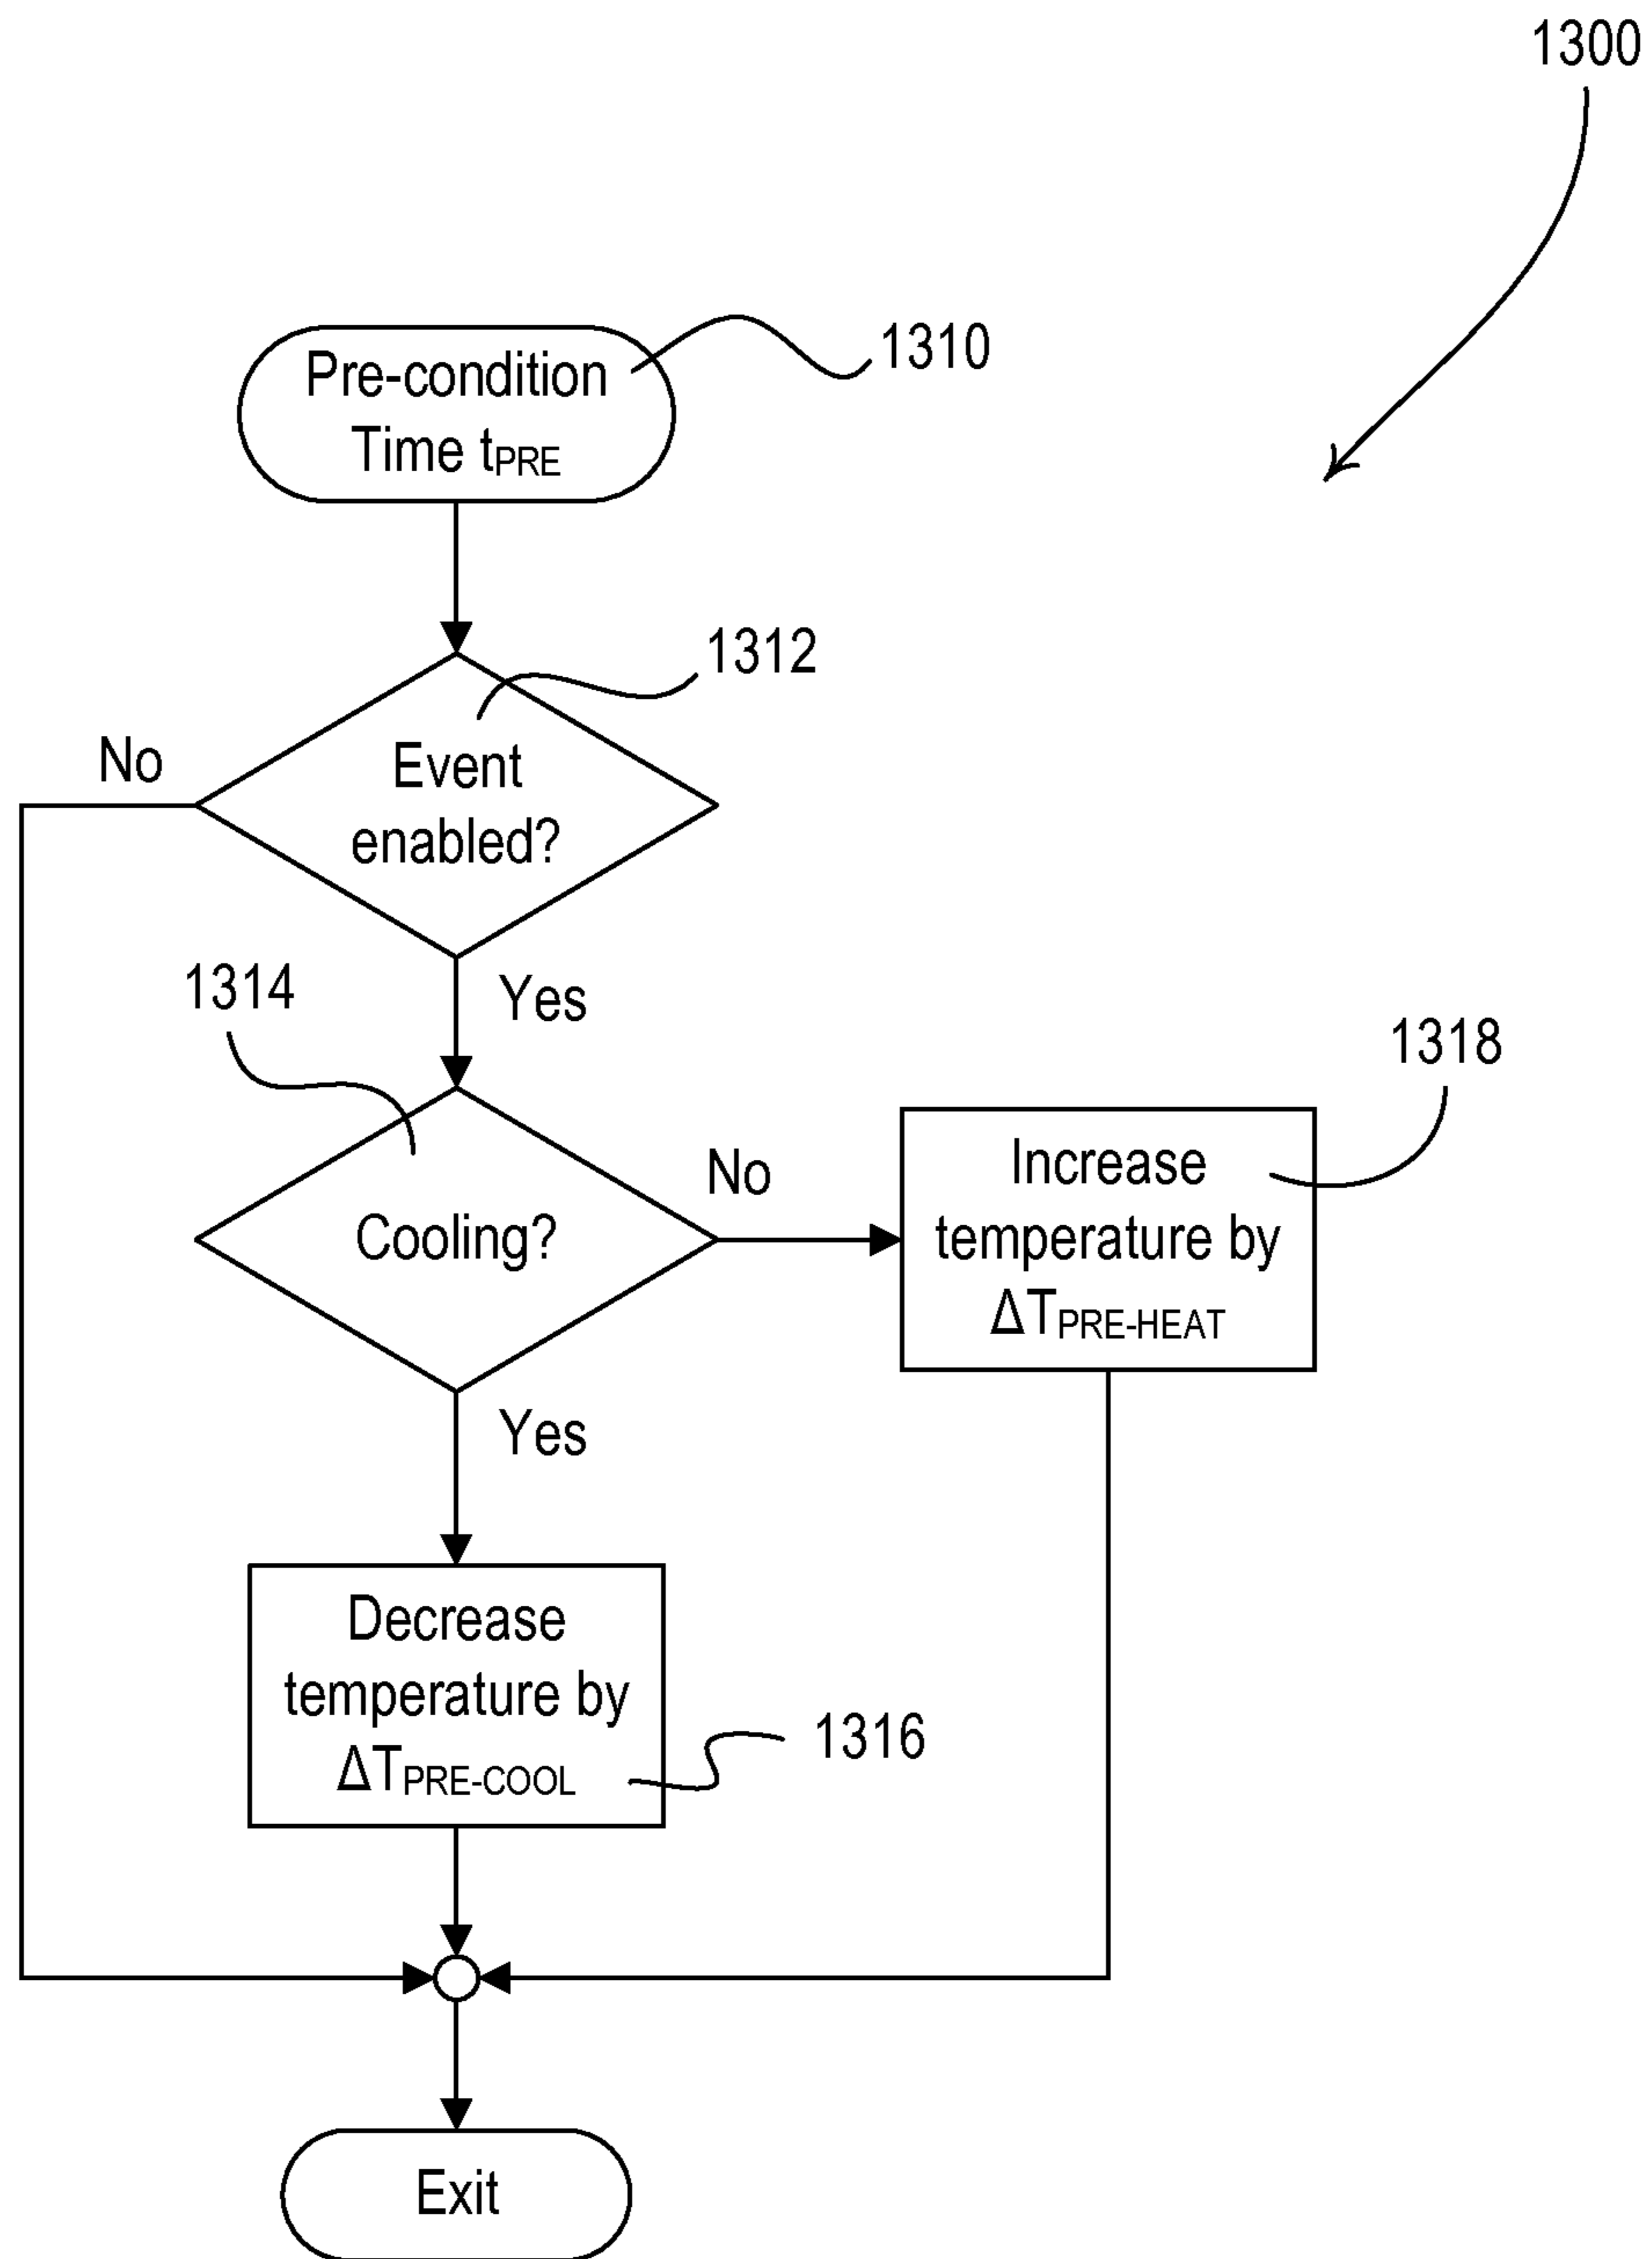 1300
Pre-condition
Time tPRE
1310
1312
No
Event
enabled?
1314
Yes
1318
No
Cooling?
Increase
temperature by
ΔTPRE-HEAT
Yes
Decrease
temperature by
ΔTPRE-COOL
1316
Exit